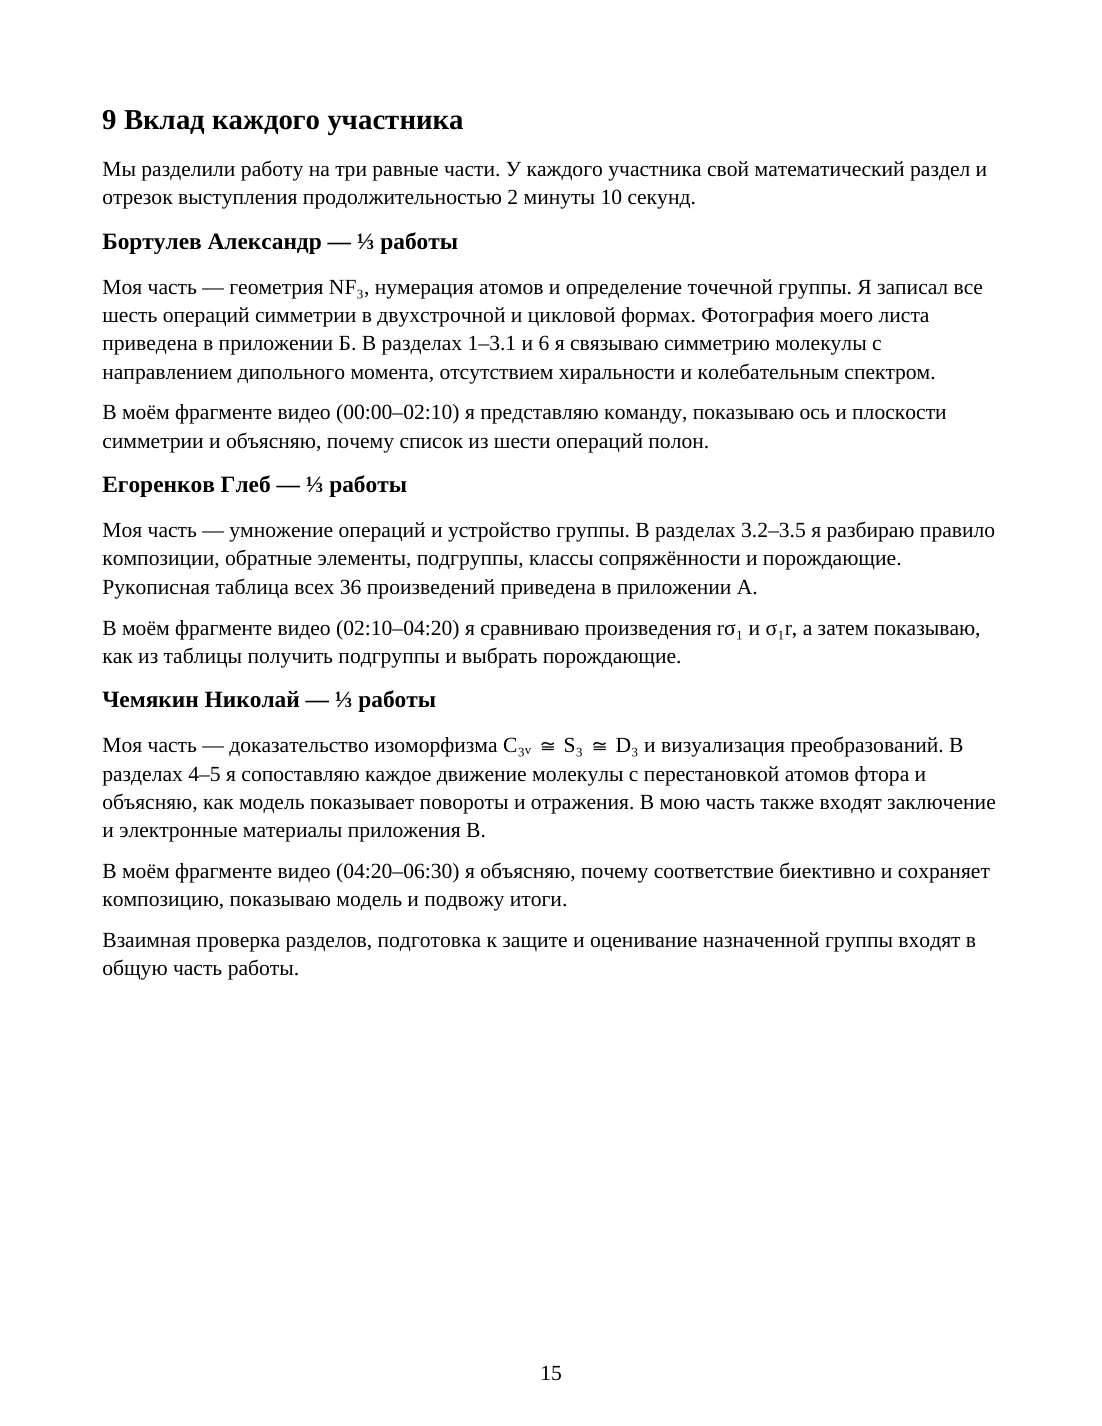 9 Вклад каждого участника
Мы разделили работу на три равные части. У каждого участника свой математический раздел и
отрезок выступления продолжительностью 2 минуты 10 секунд.
Бортулев Александр — ⅓ работы
Моя часть — геометрия NF₃, нумерация атомов и определение точечной группы. Я записал все
шесть операций симметрии в двухстрочной и цикловой формах. Фотография моего листа
приведена в приложении Б. В разделах 1–3.1 и 6 я связываю симметрию молекулы с
направлением дипольного момента, отсутствием хиральности и колебательным спектром.
В моём фрагменте видео (00:00–02:10) я представляю команду, показываю ось и плоскости
симметрии и объясняю, почему список из шести операций полон.
Егоренков Глеб — ⅓ работы
Моя часть — умножение операций и устройство группы. В разделах 3.2–3.5 я разбираю правило
композиции, обратные элементы, подгруппы, классы сопряжённости и порождающие.
Рукописная таблица всех 36 произведений приведена в приложении А.
В моём фрагменте видео (02:10–04:20) я сравниваю произведения rσ₁ и σ₁r, а затем показываю,
как из таблицы получить подгруппы и выбрать порождающие.
Чемякин Николай — ⅓ работы
Моя часть — доказательство изоморфизма C₃ᵥ ≅ S₃ ≅ D₃ и визуализация преобразований. В
разделах 4–5 я сопоставляю каждое движение молекулы с перестановкой атомов фтора и
объясняю, как модель показывает повороты и отражения. В мою часть также входят заключение
и электронные материалы приложения В.
В моём фрагменте видео (04:20–06:30) я объясняю, почему соответствие биективно и сохраняет
композицию, показываю модель и подвожу итоги.
Взаимная проверка разделов, подготовка к защите и оценивание назначенной группы входят в
общую часть работы.
15